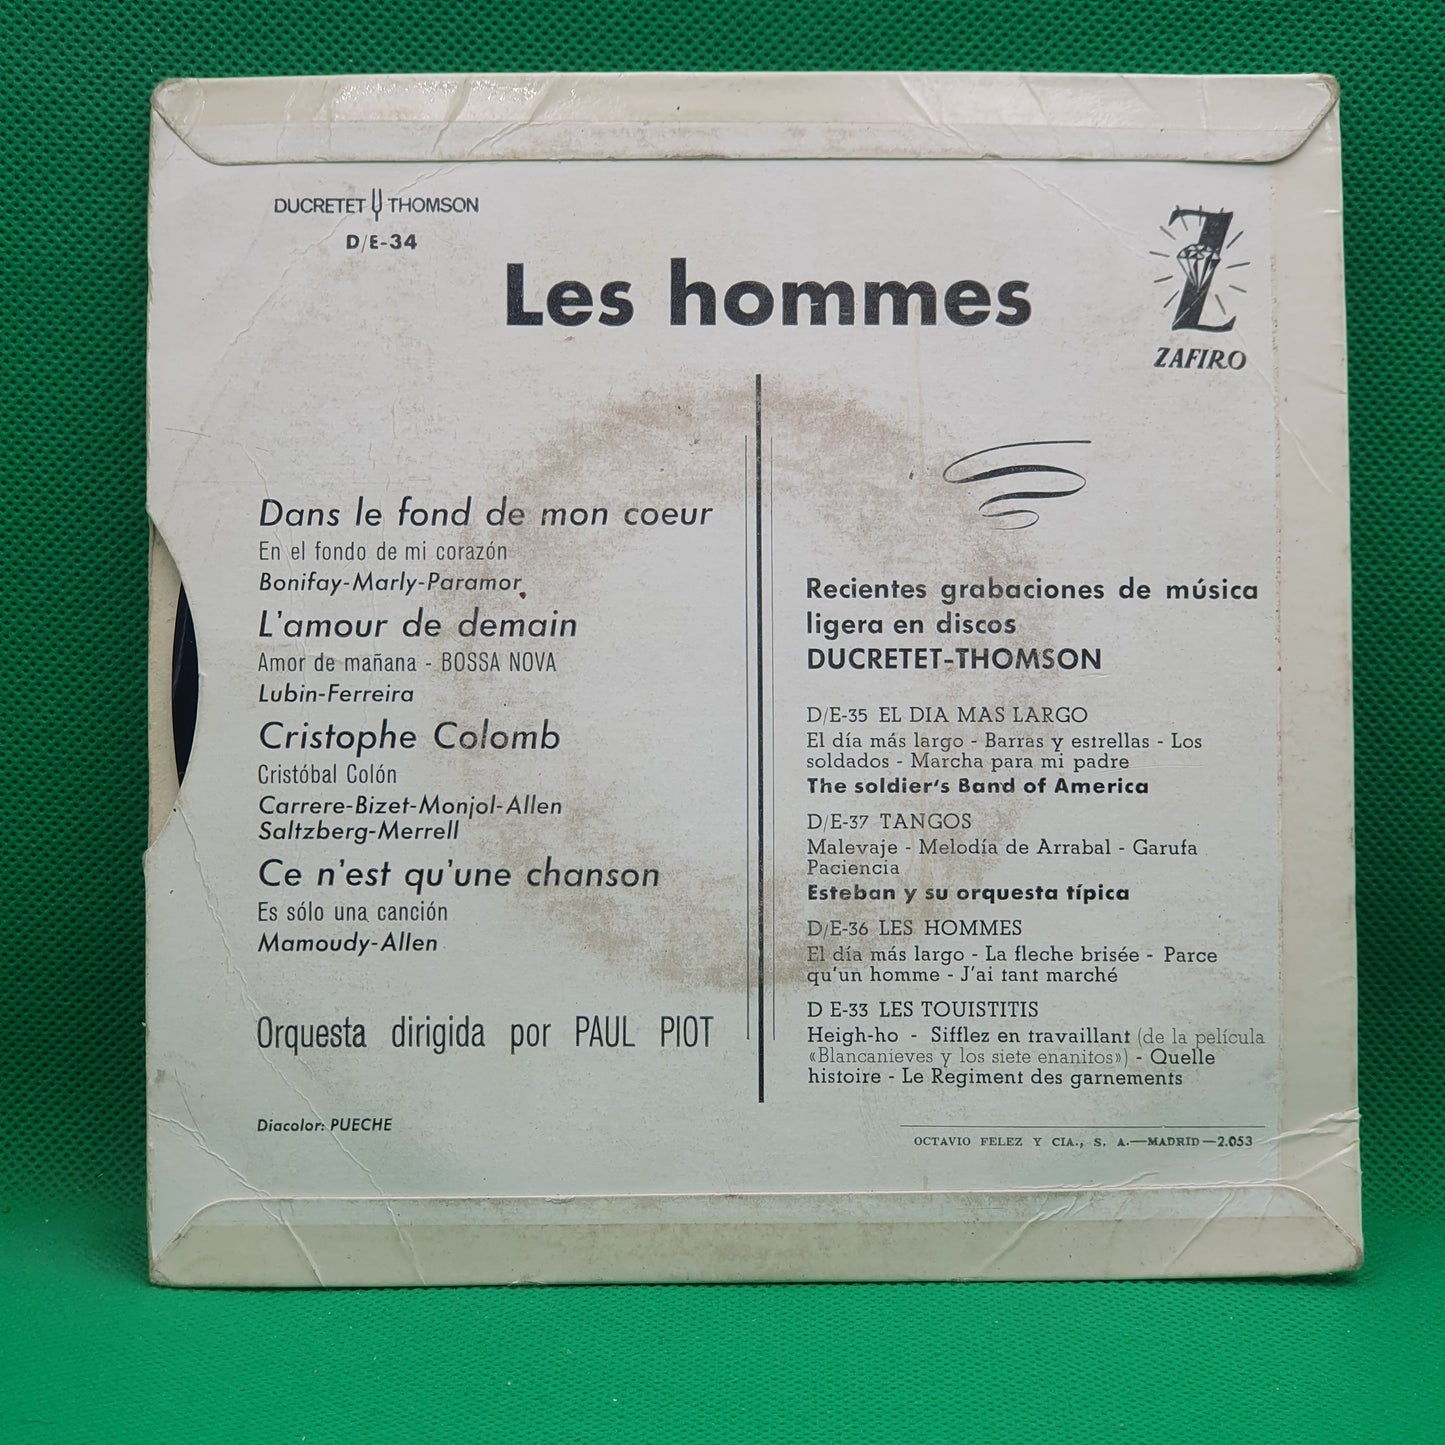 DUCRETET THOMSON
D/E-34
Les hommes
ZAFIRO
Dans le fond de mon coeur
En el fondo de mi corazón
Bonifay-Marly-Paramor
L'amour de demain
Amor de mañana - BOSSA NOVA
Lubin-Ferreira
Cristophe Colomb
Cristóbal Colón
Carrere-Bizet-Monjol-Allen
Saltzberg-Merrell
Ce n'est qu'une chanson
Es sólo una canción
Mamoudy-Allen
Orquesta dirigida por PAUL PIOT
Diacolor: PUECHE
Recientes grabaciones de música
ligera en discos
DUCRETET-THOMSON
D/E-35 EL DIA MAS LARGO
El día más largo - Barras y estrellas - Los
soldados - Marcha para mi padre
The soldier's Band of America
D/E-37 TANGOS
Malevaje - Melodía de Arrabal - Garufa
Paciencia
Esteban y su orquesta típica
D/E-36 LES HOMMES
El día más largo - La fleche brisée - Parce
qu'un homme - J'ai tant marché
D E-33 LES TOUISTITIS
Heigh-ho - Sifflez en travaillant (de la película
«Blancanieves y los siete enanitos») - Quelle
histoire - Le Regiment des garnements
OCTAVIO FELEZ Y CIA., S. A.—MADRID—2.053